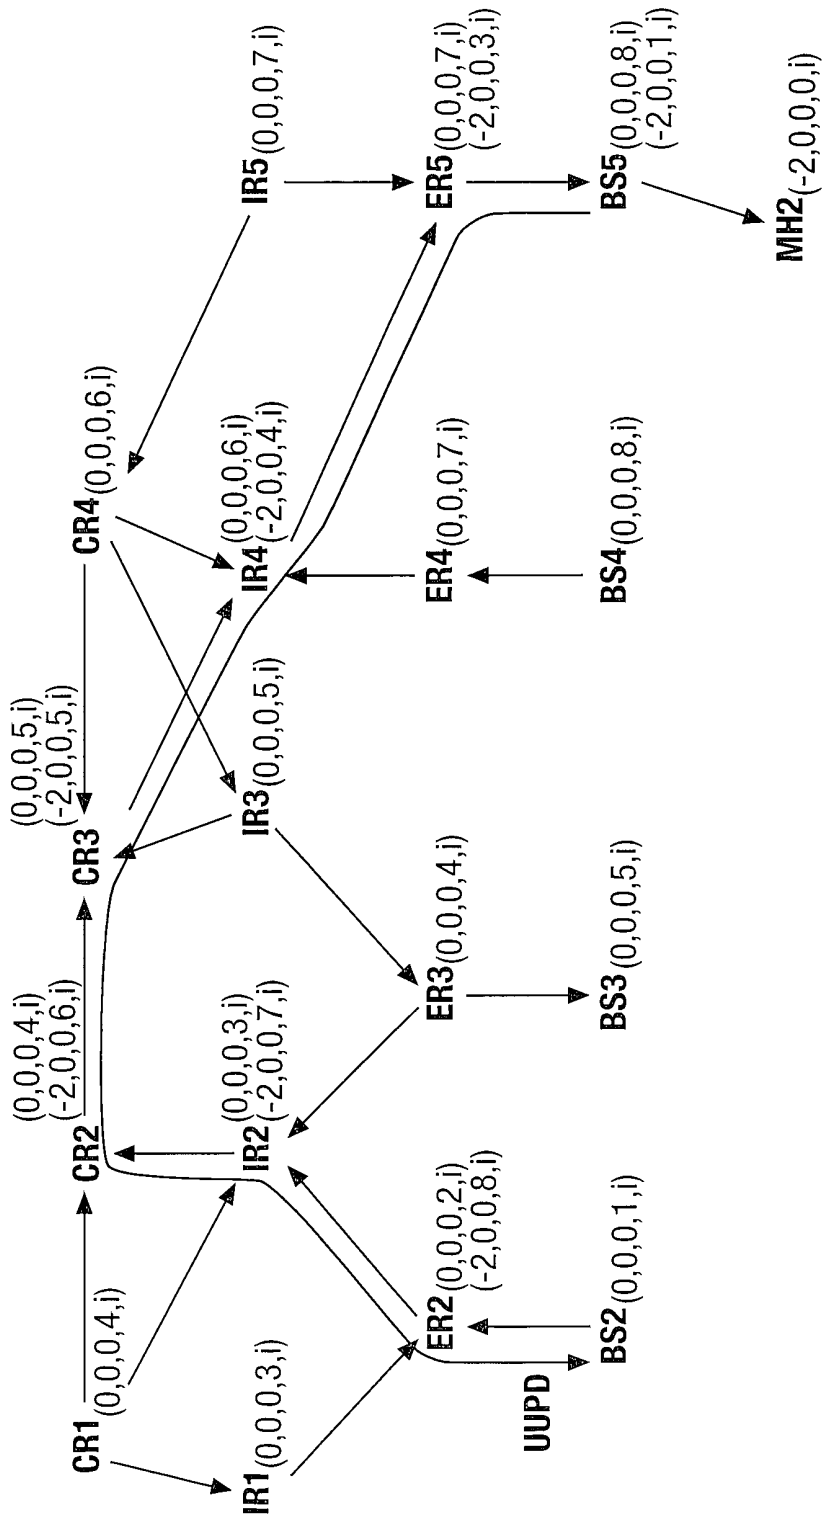 CR1
(0,0,0,4,i)
CR2
(0,0,0,4,i)
(-2,0,0,6,i)
CR3
(0,0,0,5,i)
(-2,0,0,5,i)
CR4
(0,0,0,6,i)
IR1
(0,0,0,3,i)
IR2
(0,0,0,3,i)
(-2,0,0,7,i)
IR3
(0,0,0,5,i)
IR4
(0,0,0,6,i)
(-2,0,0,4,i)
IR5
(0,0,0,7,i)
ER2
(0,0,0,2,i)
(-2,0,0,8,i)
ER3
(0,0,0,4,i)
ER4
(0,0,0,7,i)
ER5
(0,0,0,7,i)
(-2,0,0,3,i)
UUPD
BS2
(0,0,0,1,i)
BS3
(0,0,0,5,i)
BS4
(0,0,0,8,i)
BS5
(0,0,0,8,i)
(-2,0,0,1,i)
MH2
(-2,0,0,0,i)